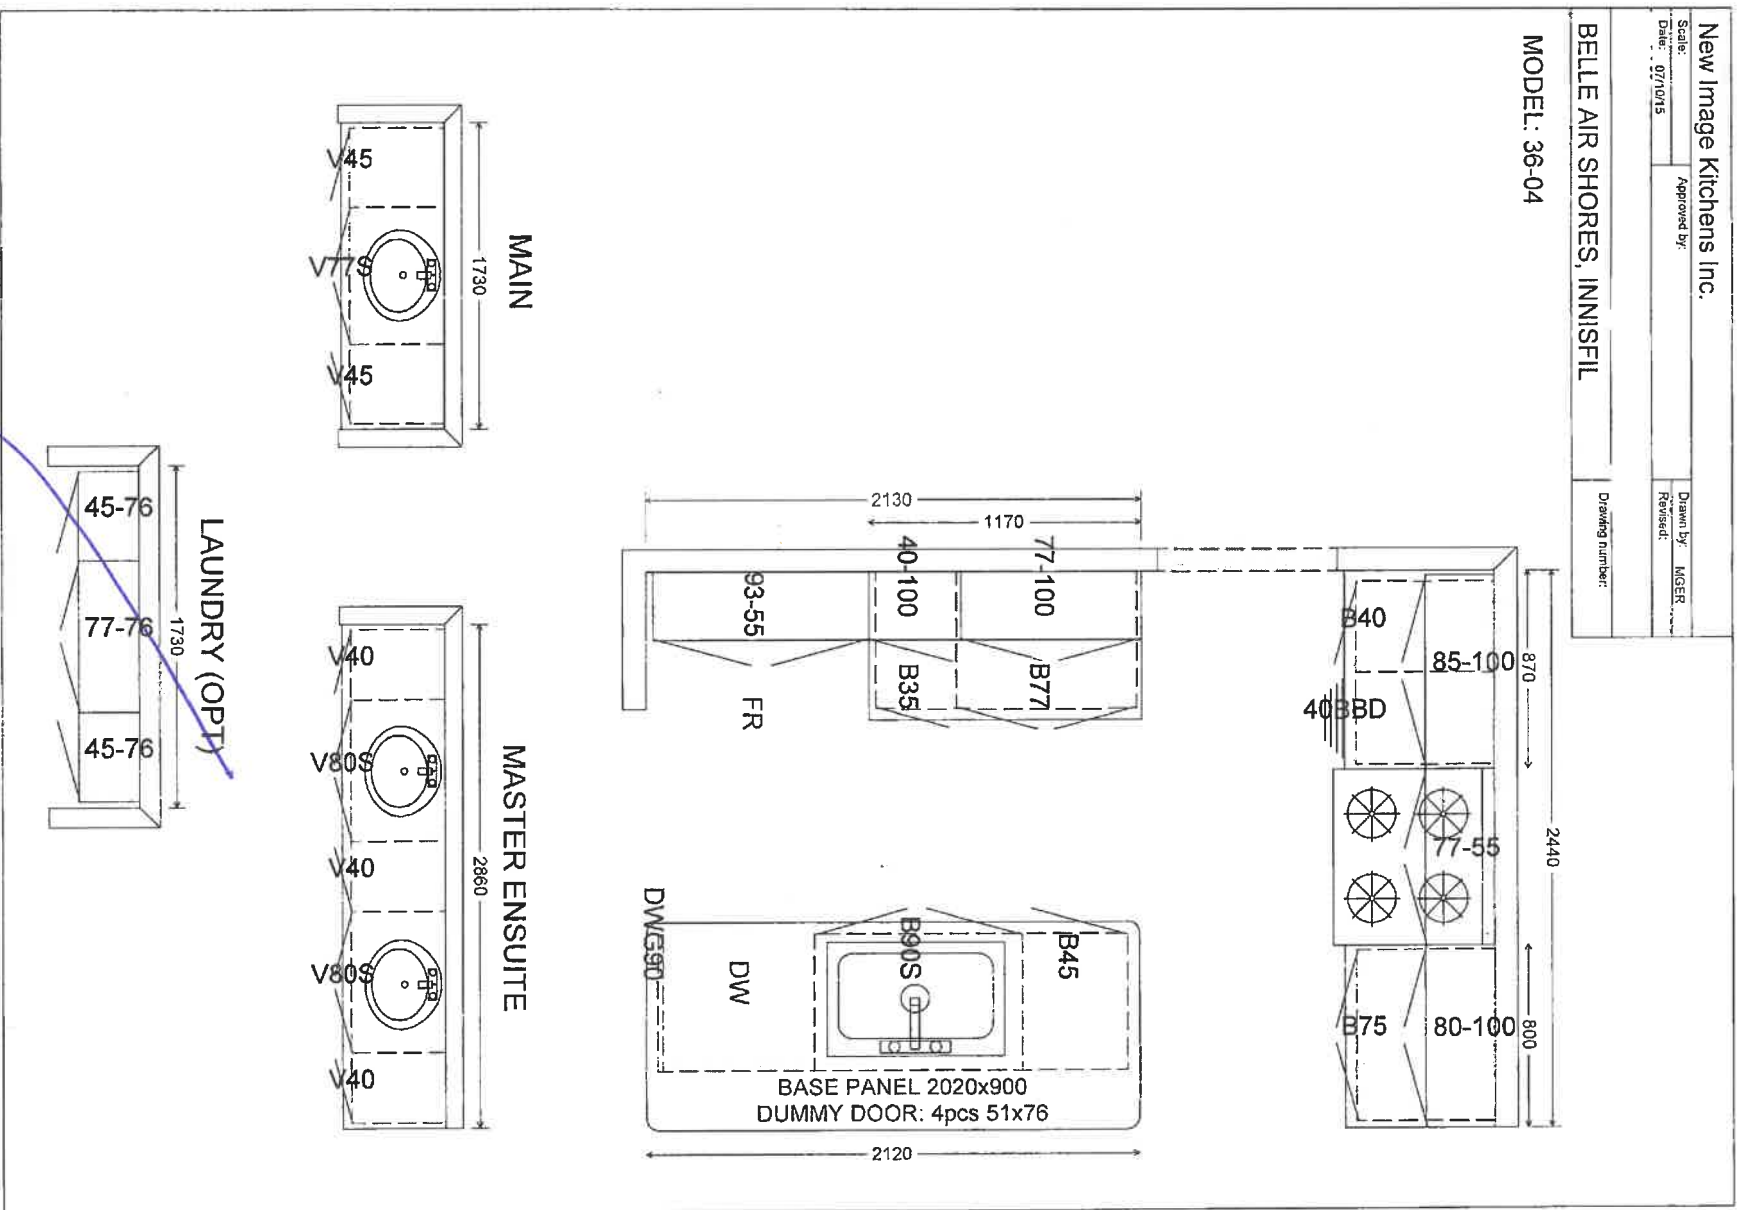 New Image Kitchens Inc.
Scale:
Date: 07/10/15
Approved by:
Drawn by: MGER
Revised:
BELLE AIR SHORES, INNISFIL
Drawing number:
MODEL: 36-04
MAIN
1730
V45
V77S
V45
LAUNDRY (OPT)
1730
45-76
77-76
45-76
MASTER ENSUITE
2860
V40
V80S
V40
V80S
V40
2130
1170
93-55
40-100
77-100
FR
B35
B77
870
2440
B40
85-100
40BBD
77-55
B75
80-100
800
DWG90
DW
B90S
B45
BASE PANEL 2020x900
DUMMY DOOR: 4pcs 51x76
2120